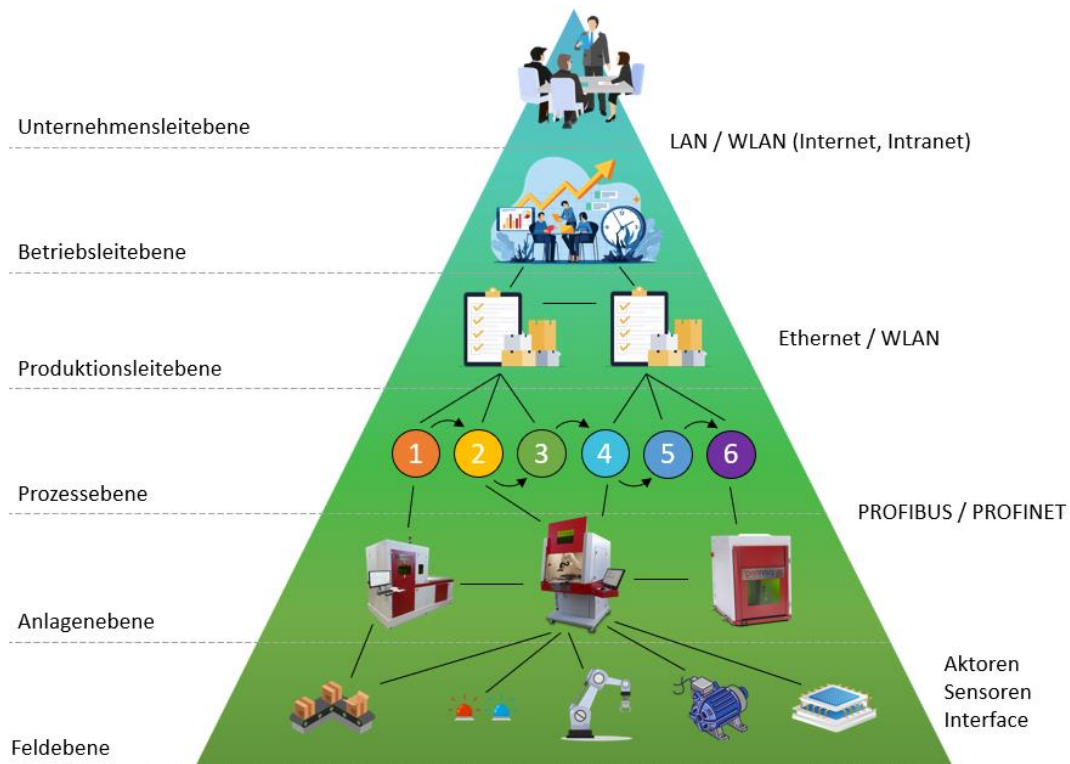 Unternehmensleitebene
LAN / WLAN (Internet, Intranet)
Betriebsleitebene
Ethernet / WLAN
Produktionsleitebene
1 2 3 4 5 6
Prozessebene
PROFIBUS / PROFINET
Anlagenebene
Aktoren
Sensoren
Interface
Feldebene